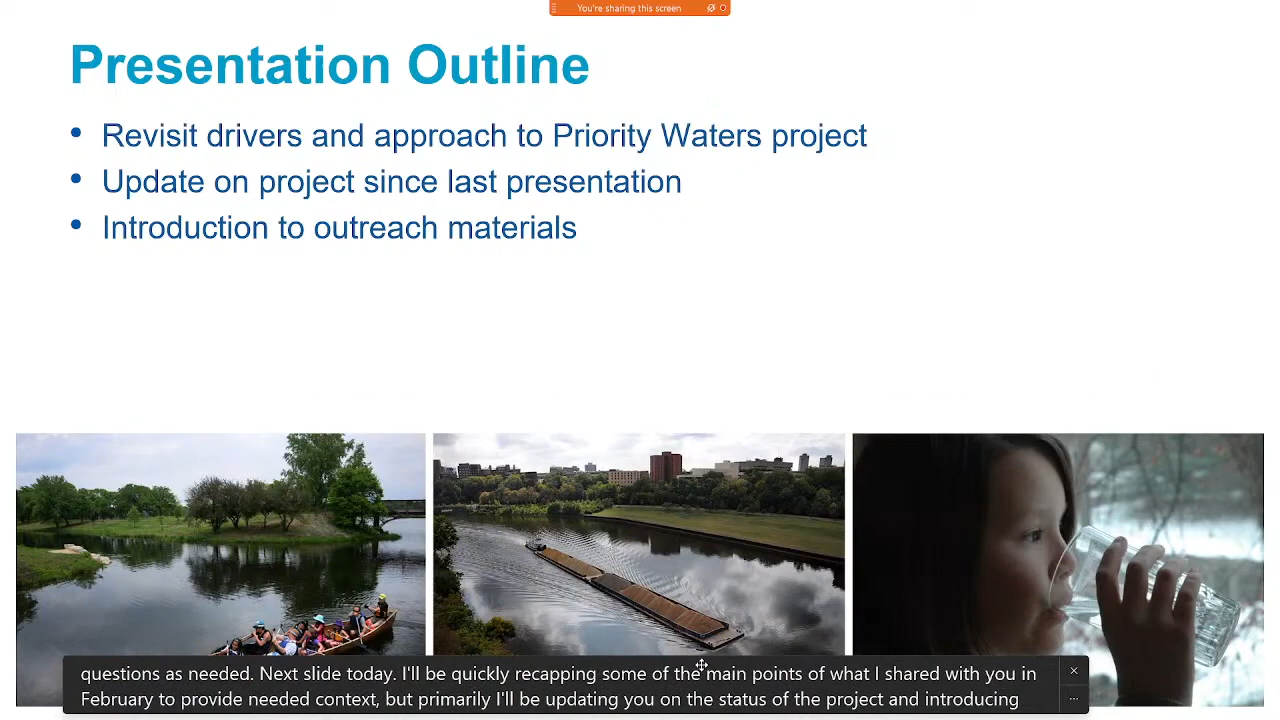 You're sharing this screen
Presentation Outline
• Revisit drivers and approach to Priority Waters project
• Update on project since last presentation
• Introduction to outreach materials
questions as needed. Next slide today. I'll be quickly recapping some of the main points of what I shared with you in
February to provide needed context, but primarily I'll be updating you on the status of the project and introducing